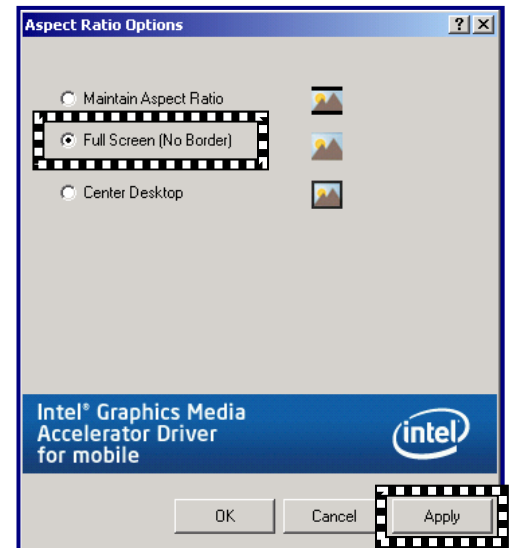 Aspect Ratio Options
Maintain Aspect Ratio
Full Screen (No Border)
Center Desktop
Intel® Graphics Media
Accelerator Driver
for mobile
intel
OK Cancel Apply